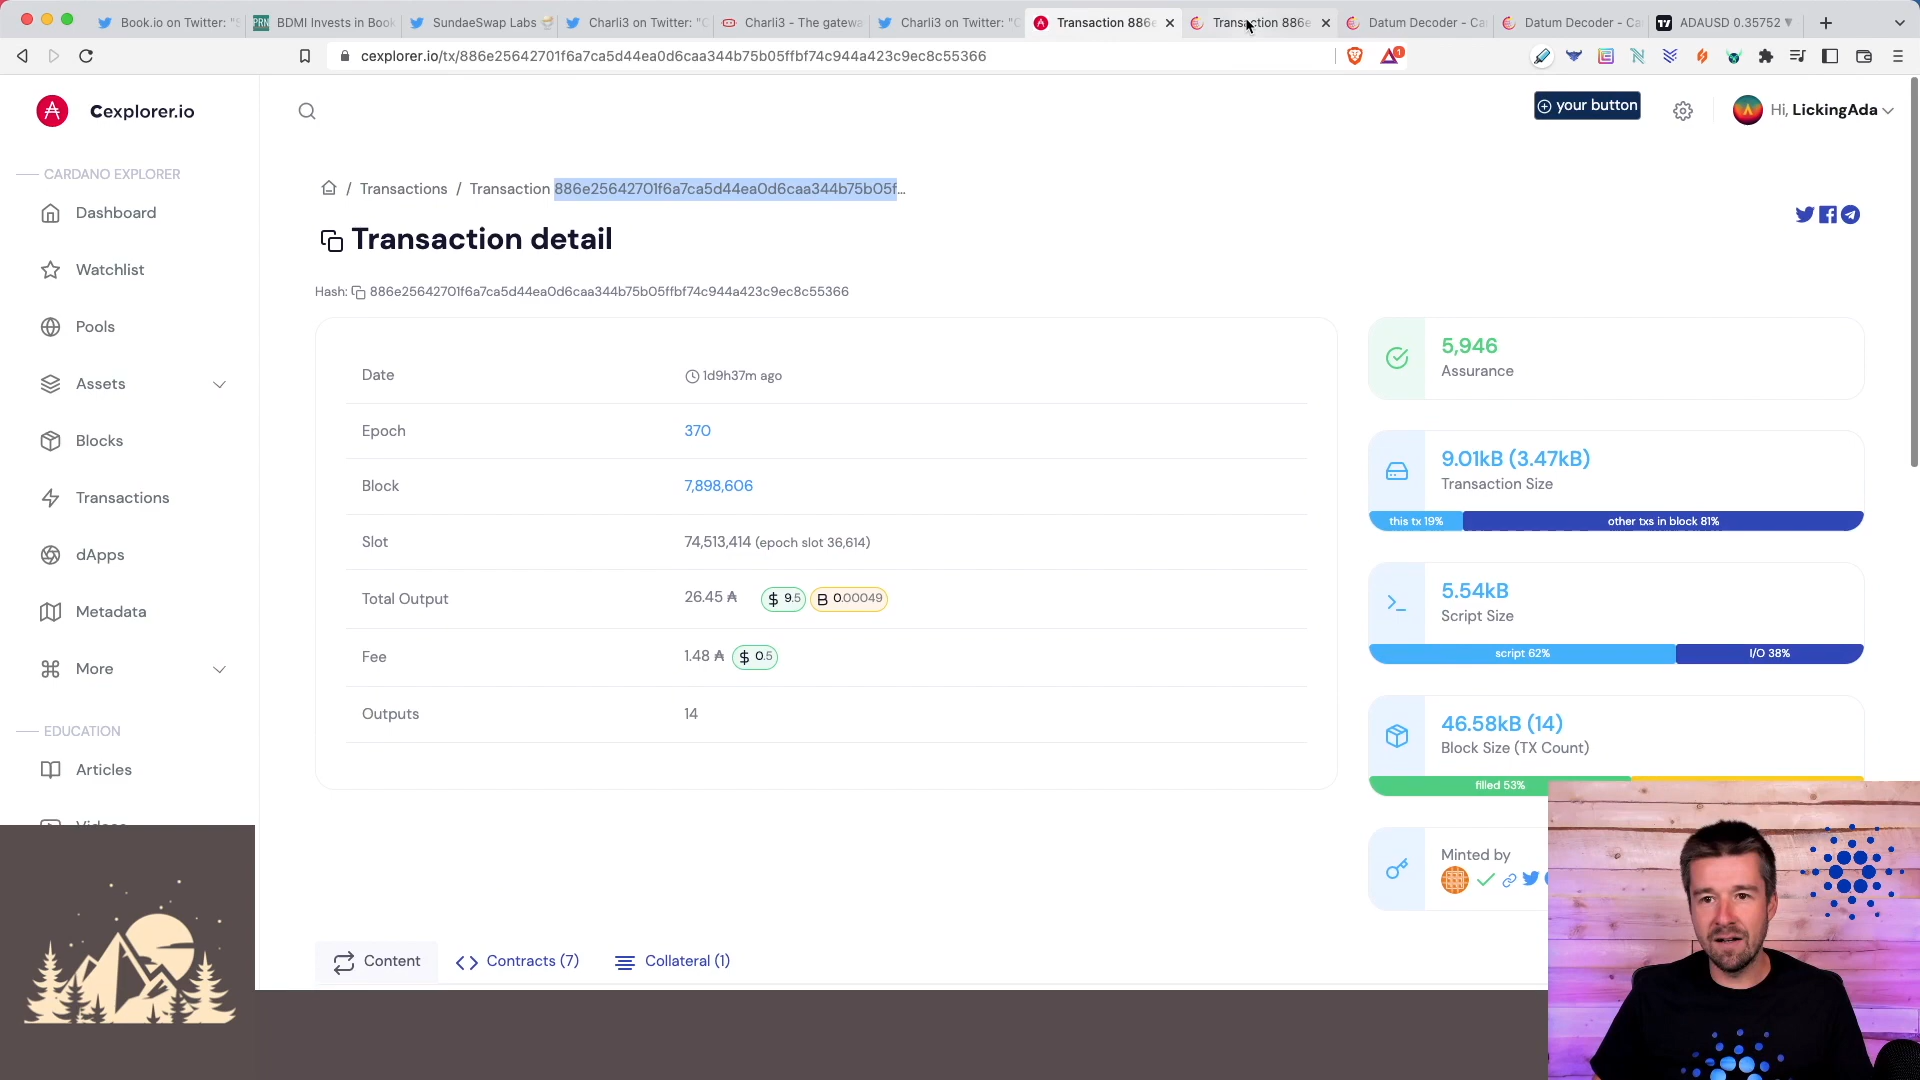 Book.io on Twitter: "S
BDMI Invests in Book
SundaeSwap Labs
Charli3 on Twitter: "C
Charli3 - The gatewa
Charli3 on Twitter: "C
Transaction 886e
Transaction 886e
Datum Decoder - Ca
Datum Decoder - Ca
ADAUSD 0.35752 ▼
cexplorer.io/tx/886e25642701f6a7ca5d44ea0d6caa344b75b05ffbf74c944a423c9ec8c55366
1
Cexplorer.io
your button
Hi, LickingAda
CARDANO EXPLORER
Dashboard
Watchlist
Pools
Assets
Blocks
Transactions
dApps
Metadata
More
EDUCATION
Articles
Videos
/ Transactions / Transaction 886e25642701f6a7ca5d44ea0d6caa344b75b05f...
Transaction detail
Hash: 886e25642701f6a7ca5d44ea0d6caa344b75b05ffbf74c944a423c9ec8c55366
Date 1d9h37m ago
Epoch 370
Block 7,898,606
Slot 74,513,414 (epoch slot 36,614)
Total Output 26.45 ₳ $ 9.5 B 0.00049
Fee 1.48 ₳ $ 0.5
Outputs 14
5,946
Assurance
9.01kB (3.47kB)
Transaction Size
this tx 19% other txs in block 81%
5.54kB
Script Size
script 62% I/O 38%
46.58kB (14)
Block Size (TX Count)
filled 53%
Minted by
Content
Contracts (7)
Collateral (1)